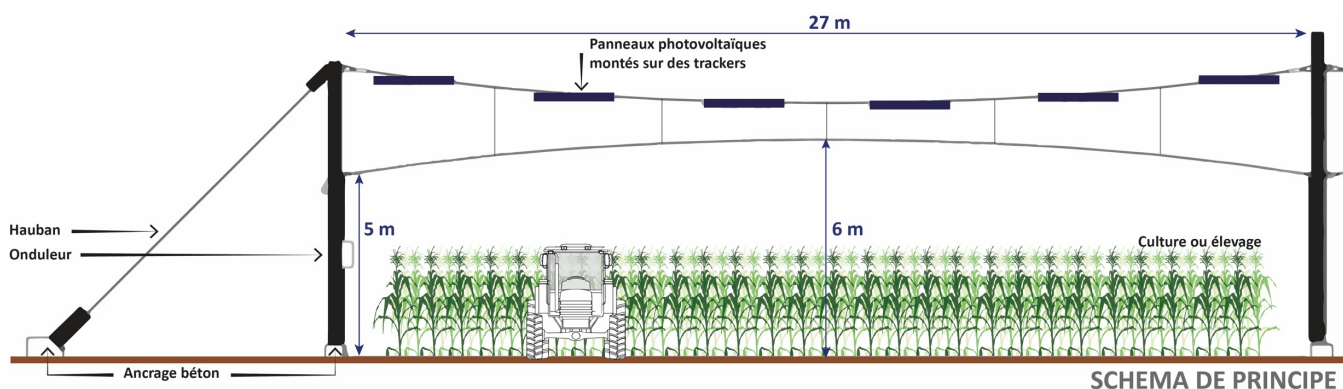 27 m
Panneaux photovoltaïques
montés sur des trackers
Hauban
Onduleur
5 m
6 m
Culture ou élevage
Ancrage béton
SCHEMA DE PRINCIPE